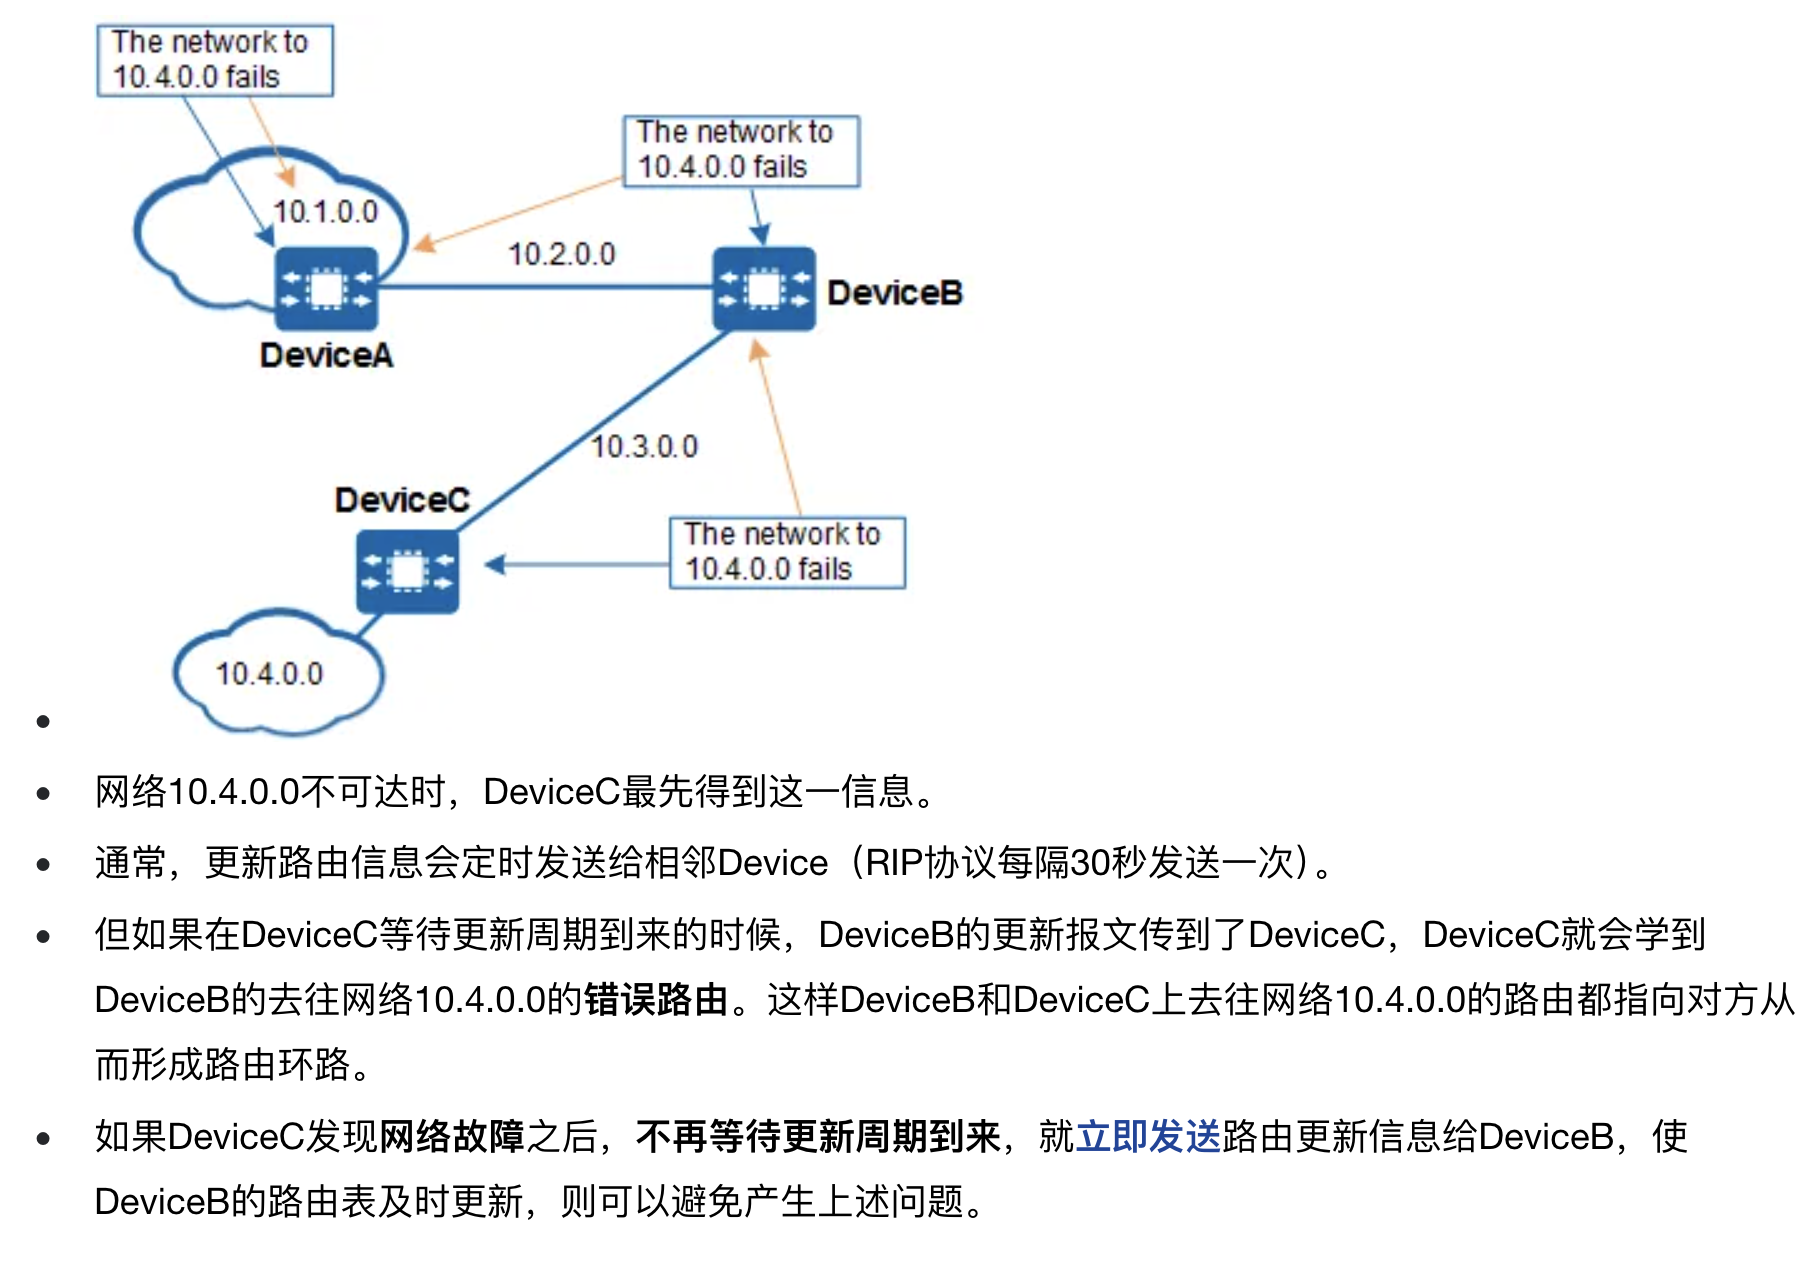 The network to
10.4.0.0 fails
The network to
10.4.0.0 fails
10.1.0.0
10.2.0.0
DeviceB
DeviceA
10.3.0.0
DeviceC
The network to
10.4.0.0 fails
10.4.0.0
网络10.4.0.0不可达时，DeviceC最先得到这一信息。
通常，更新路由信息会定时发送给相邻Device（RIP协议每隔30秒发送一次）。
但如果在DeviceC等待更新周期到来的时候，DeviceB的更新报文传到了DeviceC，DeviceC就会学到
DeviceB的去往网络10.4.0.0的错误路由。这样DeviceB和DeviceC上去往网络10.4.0.0的路由都指向对方从
而形成路由环路。
如果DeviceC发现网络故障之后，不再等待更新周期到来，就立即发送路由更新信息给DeviceB，使
DeviceB的路由表及时更新，则可以避免产生上述问题。